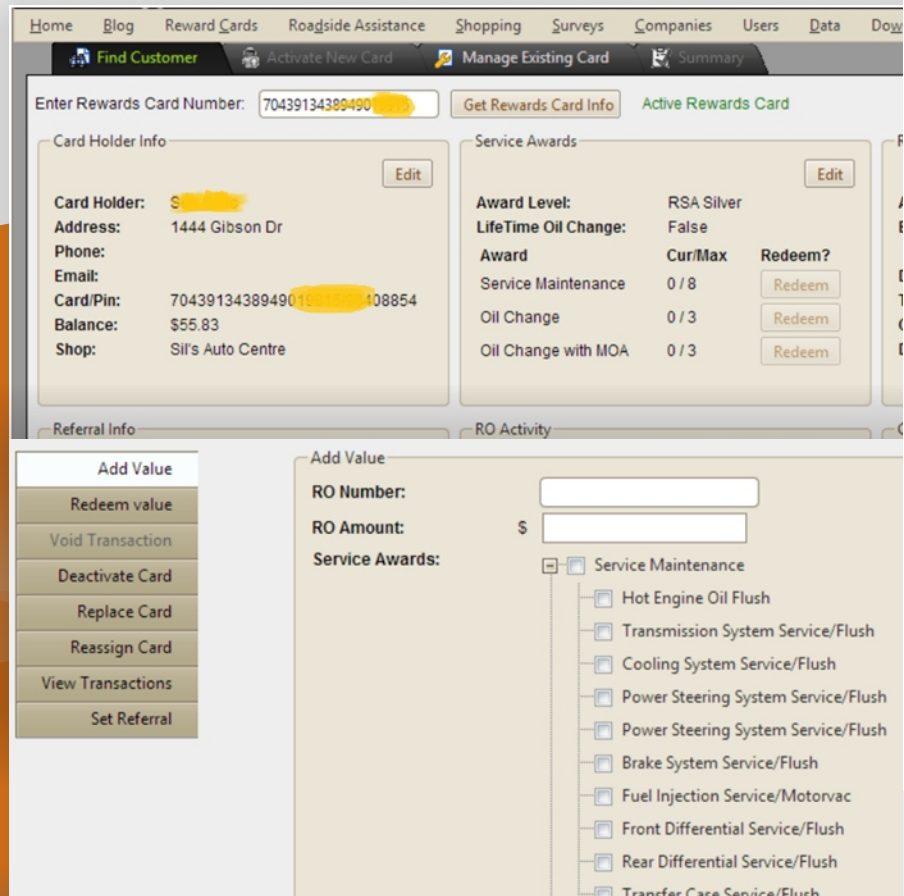 Home Blog Reward Cards Roadside Assistance Shopping Surveys Companies Users Data Dow
Find Customer Activate New Card Manage Existing Card Summary
Enter Rewards Card Number: Get Rewards Card Info Active Rewards Card
Card Holder Info
Edit
Card Holder: S
Address: 1444 Gibson Dr
Phone:
Email:
Card/Pin:
Balance: $55.83
Shop: Sil's Auto Centre
Service Awards
Edit
Award Level: RSA Silver
LifeTime Oil Change: False
Award Cur/Max Redeem?
Service Maintenance 0 / 8 Redeem
Oil Change 0 / 3 Redeem
Oil Change with MOA 0 / 3 Redeem
Referral Info
RO Activity
Add Value
Redeem value
Void Transaction
Deactivate Card
Replace Card
Reassign Card
View Transactions
Set Referral
Add Value
RO Number:
RO Amount: $
Service Awards:
Service Maintenance
Hot Engine Oil Flush
Transmission System Service/Flush
Cooling System Service/Flush
Power Steering System Service/Flush
Power Steering System Service/Flush
Brake System Service/Flush
Fuel Injection Service/Motorvac
Front Differential Service/Flush
Rear Differential Service/Flush
Transfer Case Service/Flush